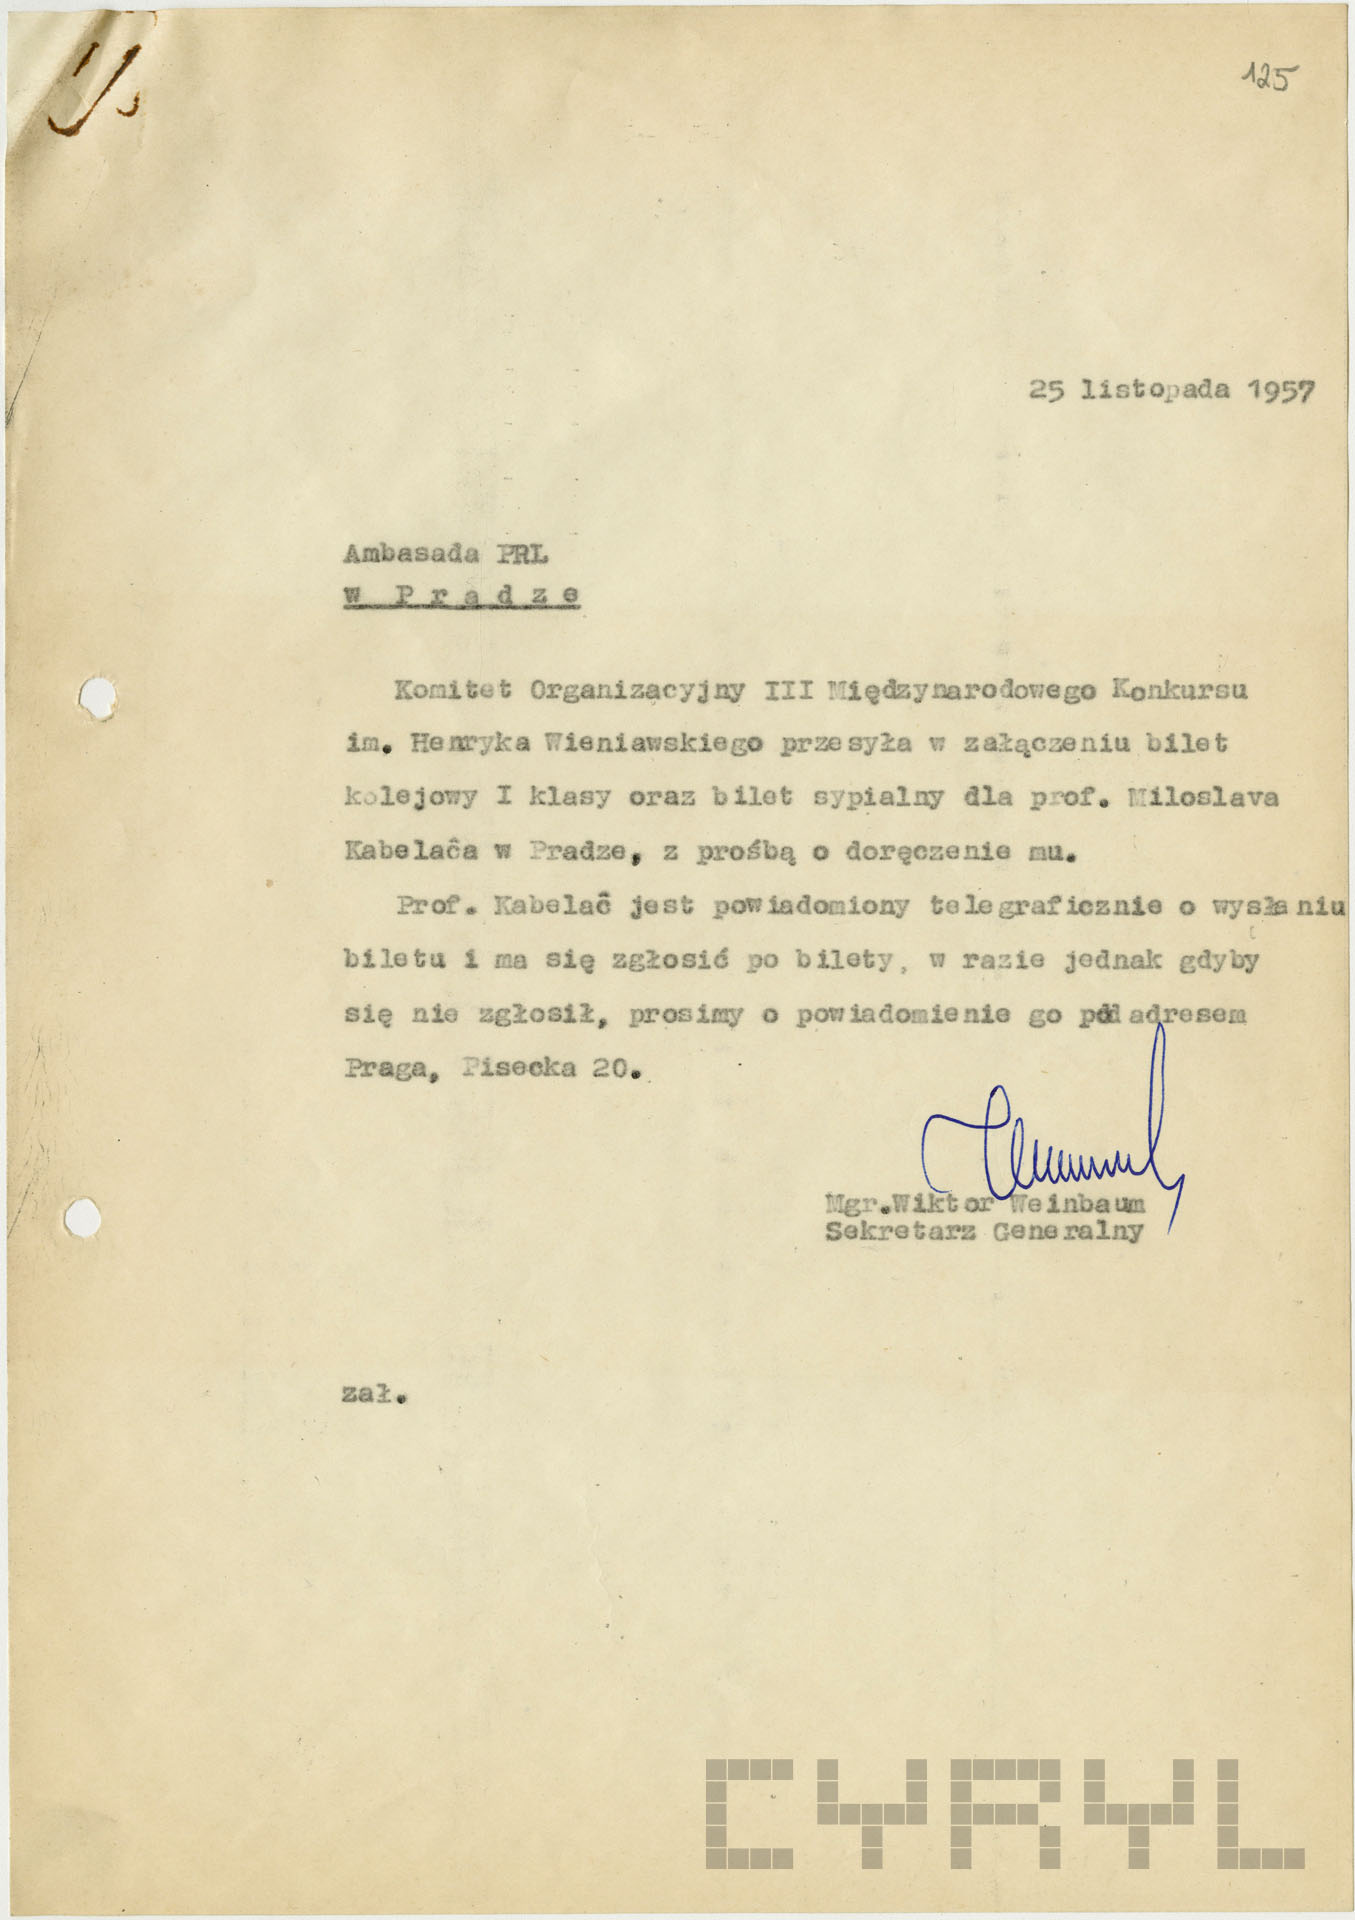 125
25 listopada 1957
Ambasada PRL
w P r a d z e
Komitet Organizacyjny III Międzynarodowego Konkursu
im. Henryka Wieniawskiego przesyła w załączeniu bilet
kolejowy I klasy oraz bilet sypialny dla prof. Miloslava
Kabelaĉa w Pradze, z prośbą o doręczenie mu.
Prof. Kabelaĉ jest powiadomiony telegraficznie o wysłaniu
biletu i ma się zgłosić po bilety, w razie jednak gdyby
się nie zgłosił, prosimy o powiadomienie go pod adresem
Praga, Pisecka 20.
Mgr.Wiktor Weinbaum
Sekretarz Generalny
zał.
CYRYL